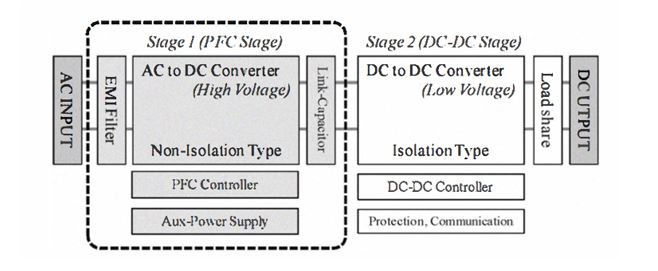 Stage 1 (PFC Stage)
Stage 2 (DC-DC Stage)
AC INPUT
EMI Filter
AC to DC Converter
(High Voltage)
Non-Isolation Type
Link-Capacitor
DC to DC Converter
(Low Voltage)
Isolation Type
Load share
DC UTPUT
PFC Controller
DC-DC Controller
Aux-Power Supply
Protection, Communication